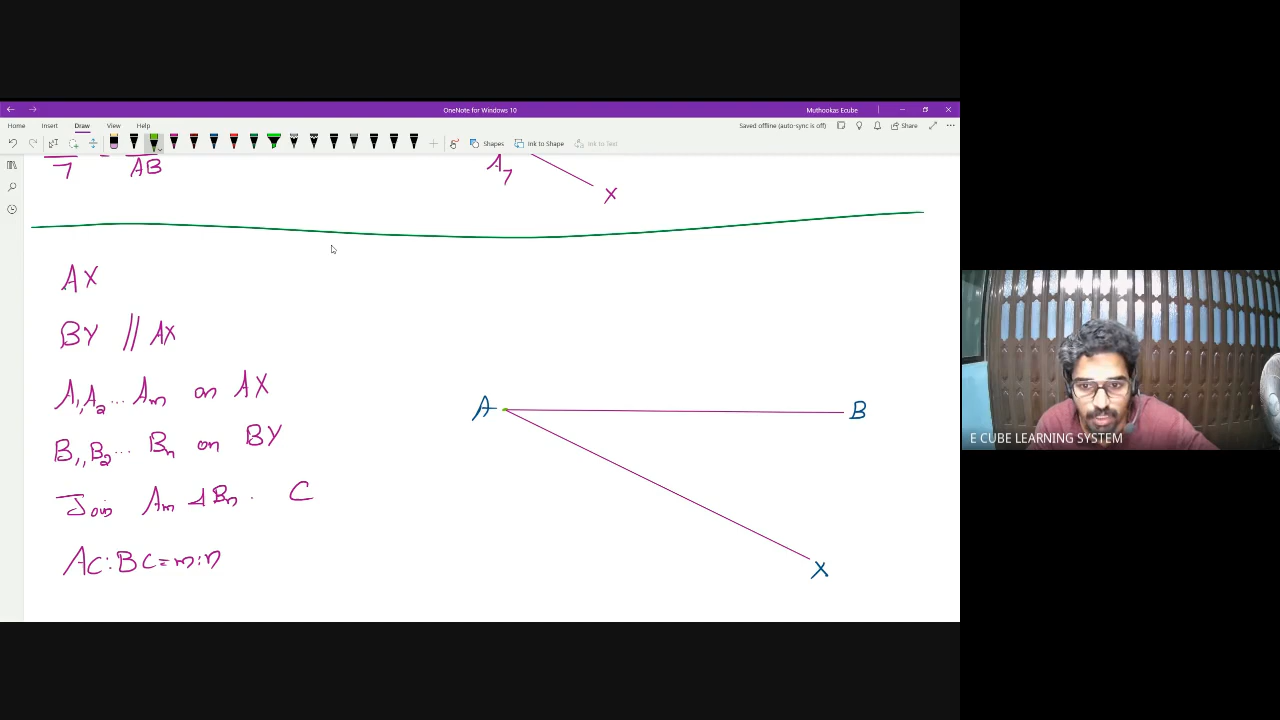 OneNote for Windows 10
Muthookas Ecube
Home Insert Draw View Help
Saved offline (auto-sync is off)
Share
Shapes
Ink to Shape
Ink to Text
7 = AB
A7
X
AX
BY // AX
A1, A2 ... Am on AX
B1, B2 ... Bn on BY
Join Am & Bn. C
AC:BC=m:n
A
B
X
E CUBE LEARNING SYSTEM